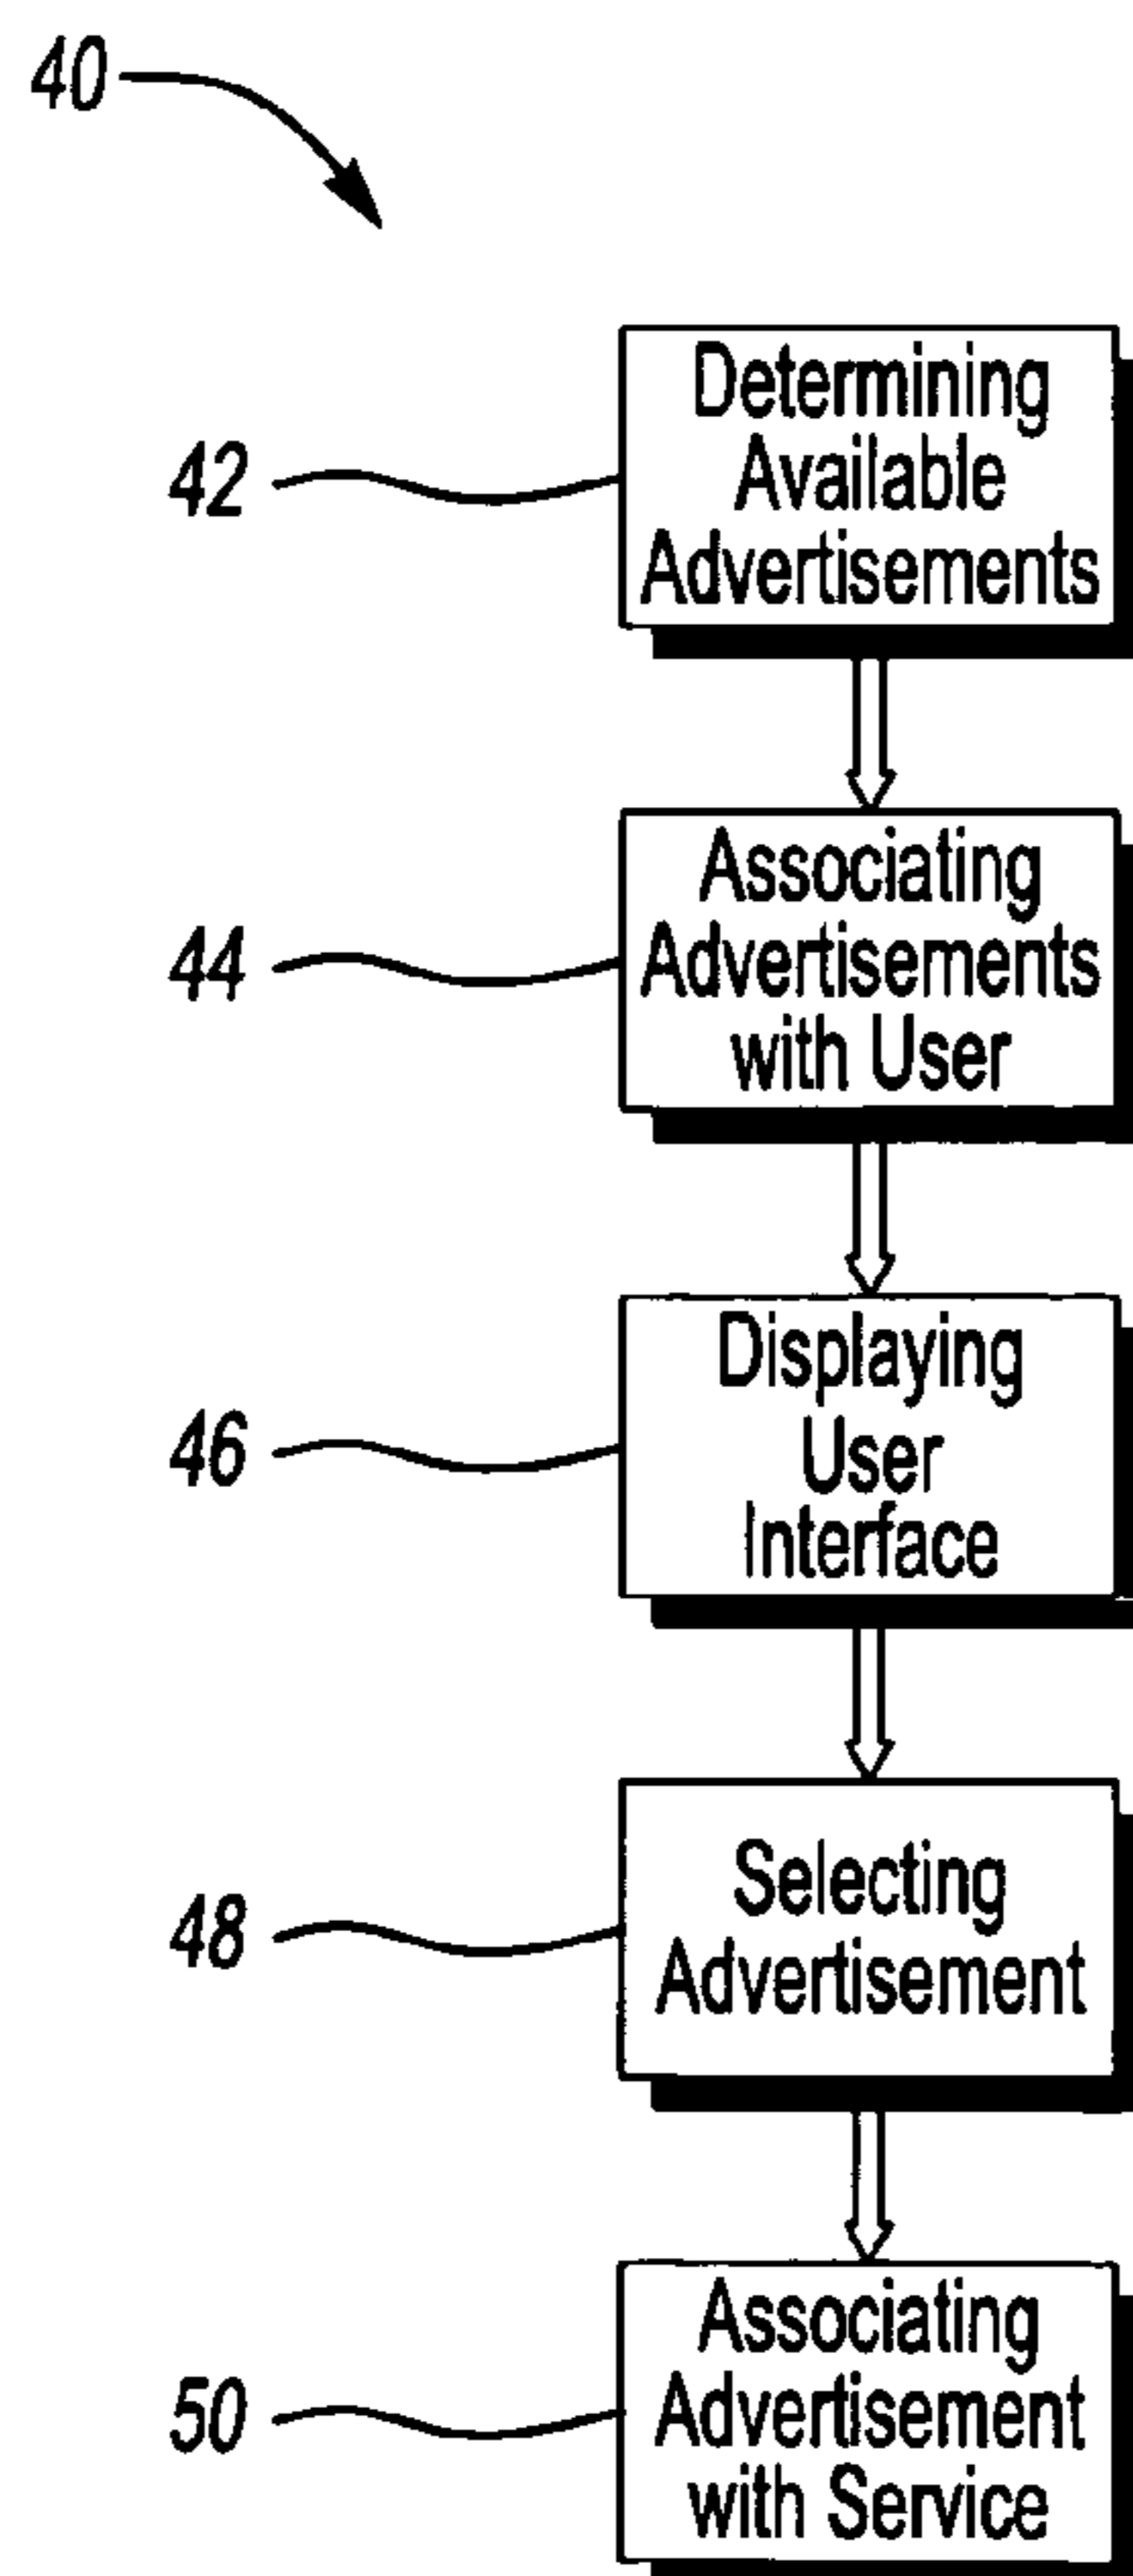 40
42
Determining
Available
Advertisements
44
Associating
Advertisements
with User
46
Displaying
User
Interface
48
Selecting
Advertisement
50
Associating
Advertisement
with Service